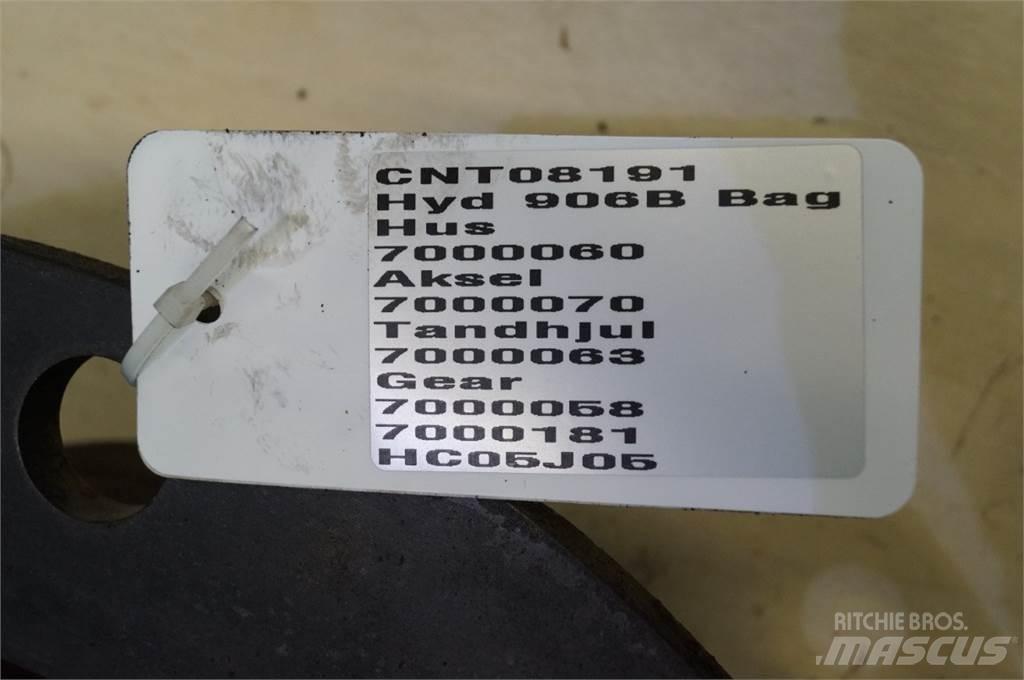 CNT08191
Hyd 906B Bag
Hus
7000060
Aksel
7000070
Tandhjul
7000063
Gear
7000058
7000181
HC05J05
RITCHIE BROS.
MASCUS